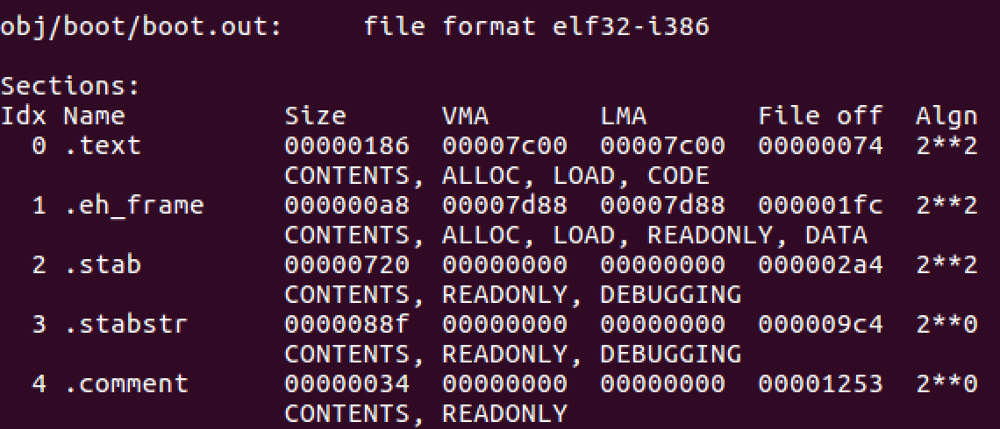 obj/boot/boot.out:     file format elf32-i386
Sections:
Idx Name          Size      VMA       LMA       File off  Algn
  0 .text         00000186  00007c00  00007c00  00000074  2**2
                  CONTENTS, ALLOC, LOAD, CODE
  1 .eh_frame     000000a8  00007d88  00007d88  000001fc  2**2
                  CONTENTS, ALLOC, LOAD, READONLY, DATA
  2 .stab         00000720  00000000  00000000  000002a4  2**2
                  CONTENTS, READONLY, DEBUGGING
  3 .stabstr      0000088f  00000000  00000000  000009c4  2**0
                  CONTENTS, READONLY, DEBUGGING
  4 .comment      00000034  00000000  00000000  00001253  2**0
                  CONTENTS, READONLY